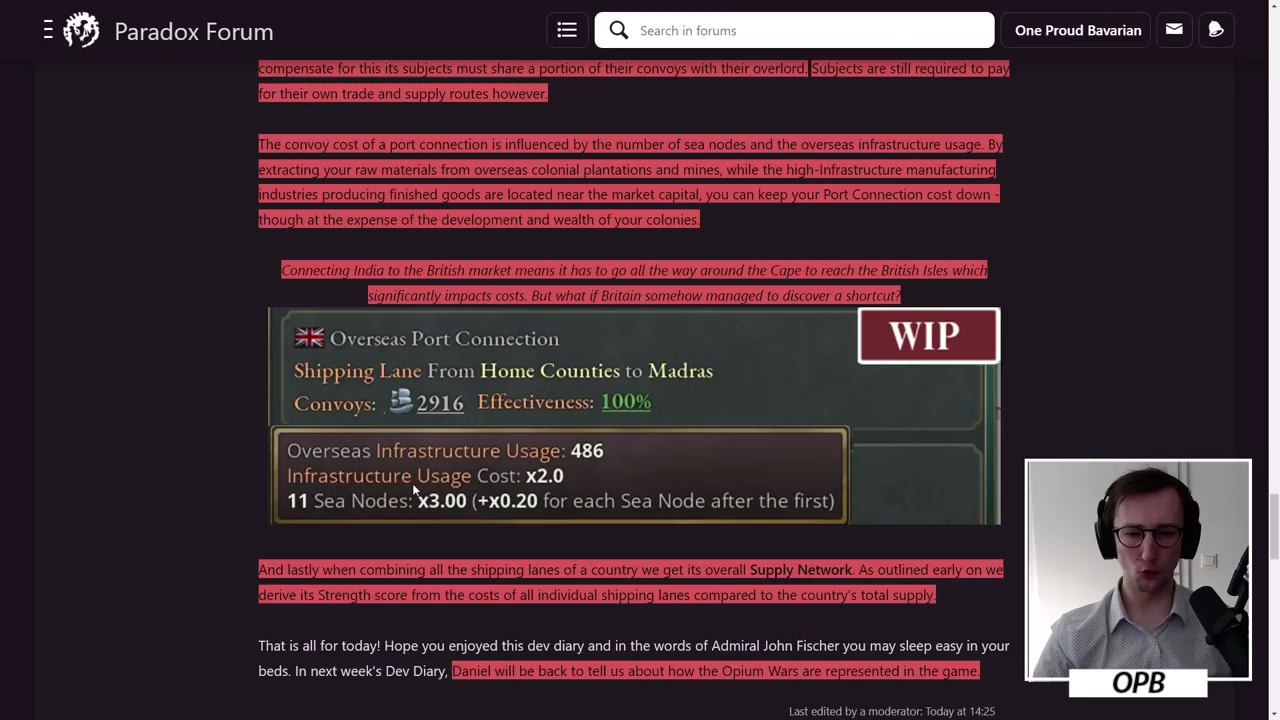 Paradox Forum
Search in forums
One Proud Bavarian
compensate for this its subjects must share a portion of their convoys with their overlord. Subjects are still required to pay
for their own trade and supply routes however.
The convoy cost of a port connection is influenced by the number of sea nodes and the overseas infrastructure usage. By
extracting your raw materials from overseas colonial plantations and mines, while the high-Infrastructure manufacturing
industries producing finished goods are located near the market capital, you can keep your Port Connection cost down -
though at the expense of the development and wealth of your colonies.
Connecting India to the British market means it has to go all the way around the Cape to reach the British Isles which
significantly impacts costs. But what if Britain somehow managed to discover a shortcut?
Overseas Port Connection
WIP
Shipping Lane From Home Counties to Madras
Convoys: 2916 Effectiveness: 100%
Overseas Infrastructure Usage: 486
Infrastructure Usage Cost: x2.0
11 Sea Nodes: x3.00 (+x0.20 for each Sea Node after the first)
And lastly when combining all the shipping lanes of a country we get its overall Supply Network. As outlined early on we
derive its Strength score from the costs of all individual shipping lanes compared to the country's total supply.
That is all for today! Hope you enjoyed this dev diary and in the words of Admiral John Fischer you may sleep easy in your
beds. In next week's Dev Diary, Daniel will be back to tell us about how the Opium Wars are represented in the game.
Last edited by a moderator: Today at 14:25
OPB